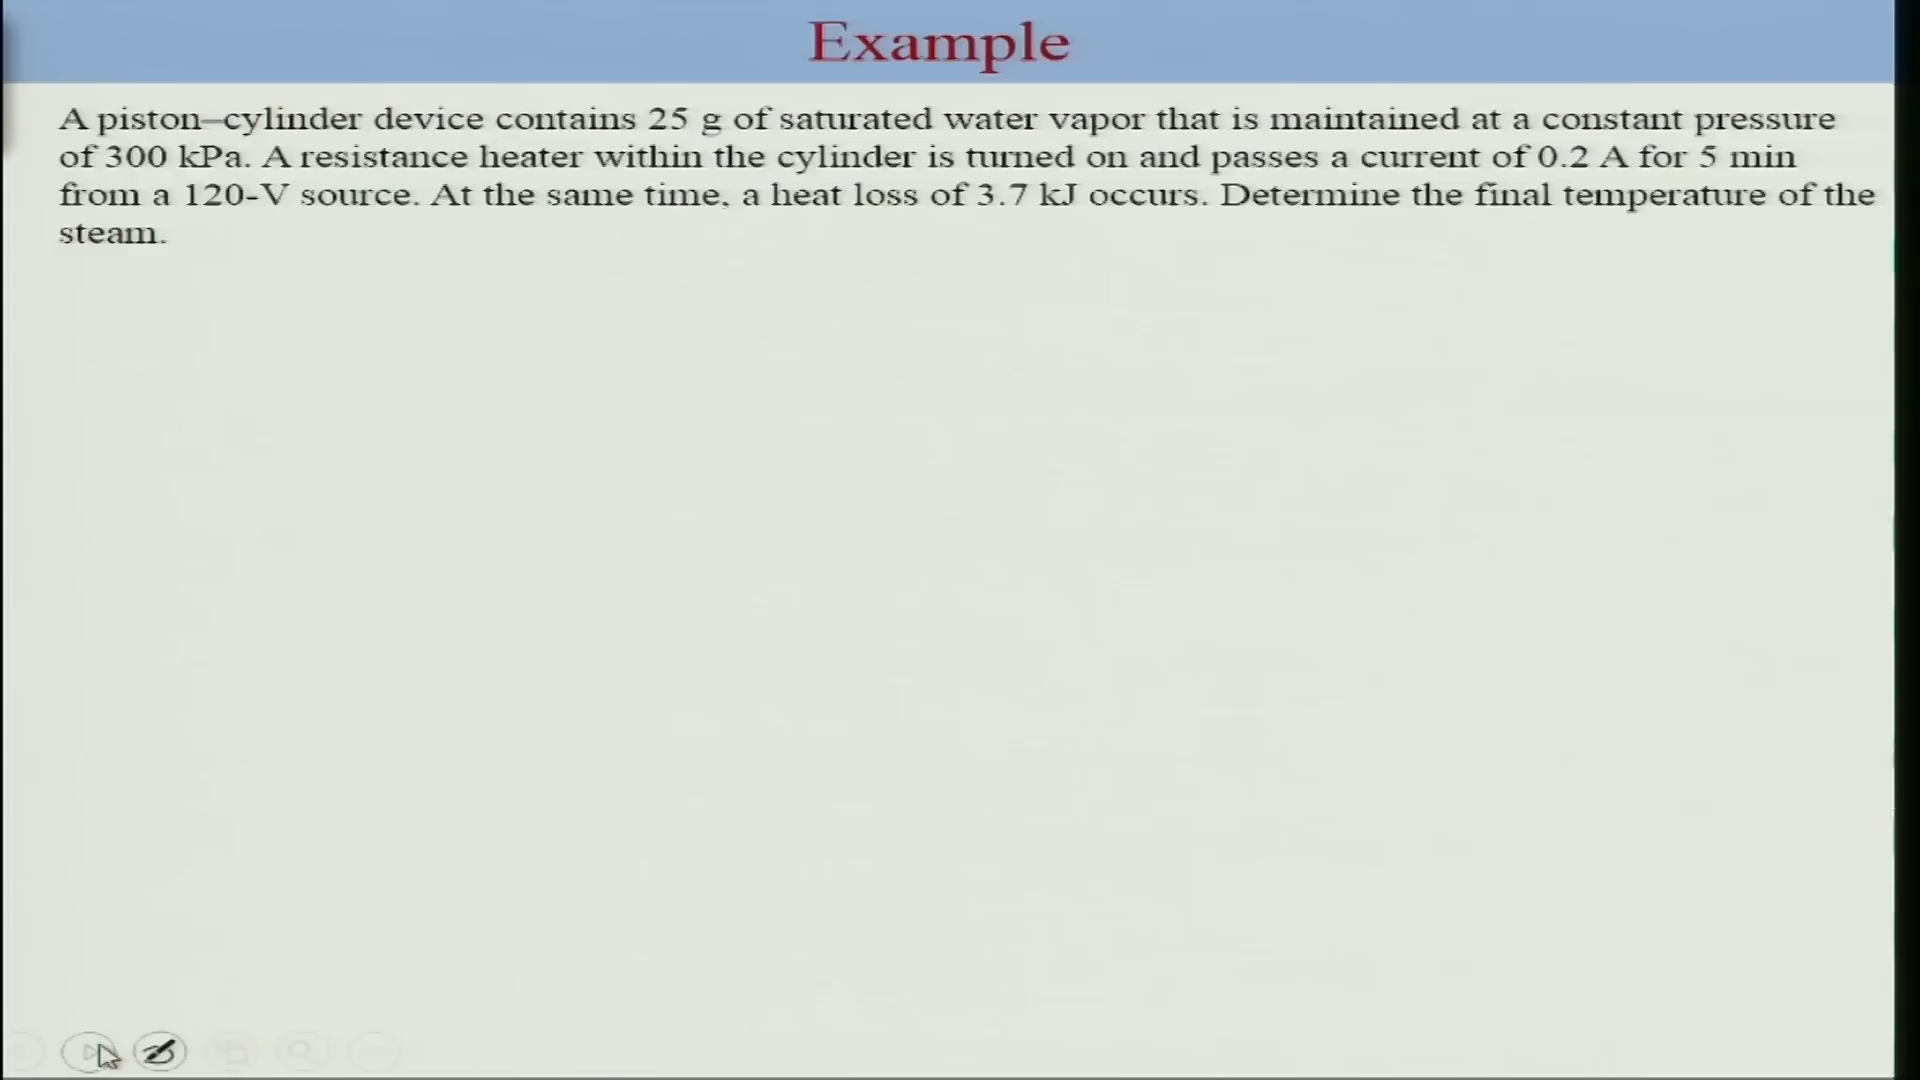 Example
A piston–cylinder device contains 25 g of saturated water vapor that is maintained at a constant pressure
of 300 kPa. A resistance heater within the cylinder is turned on and passes a current of 0.2 A for 5 min
from a 120-V source. At the same time, a heat loss of 3.7 kJ occurs. Determine the final temperature of the
steam.